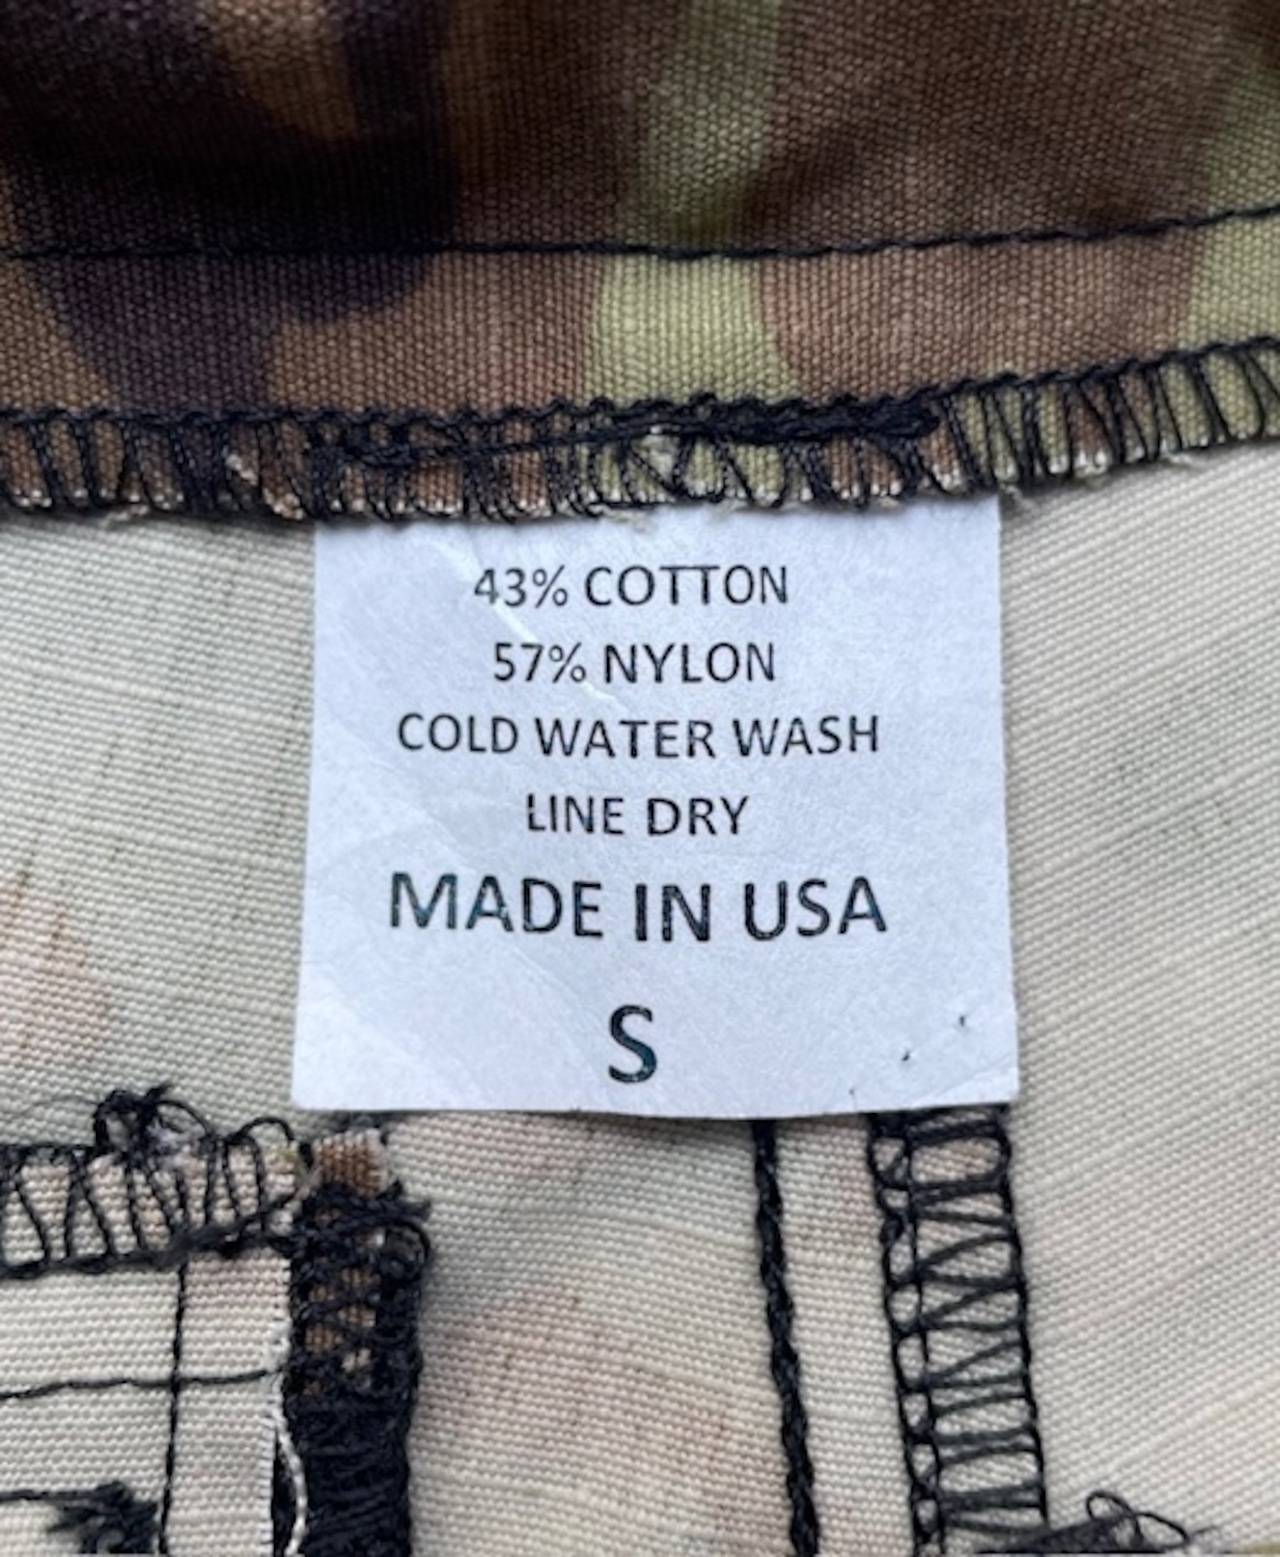 43% COTTON
57% NYLON
COLD WATER WASH
LINE DRY
MADE IN USA
S